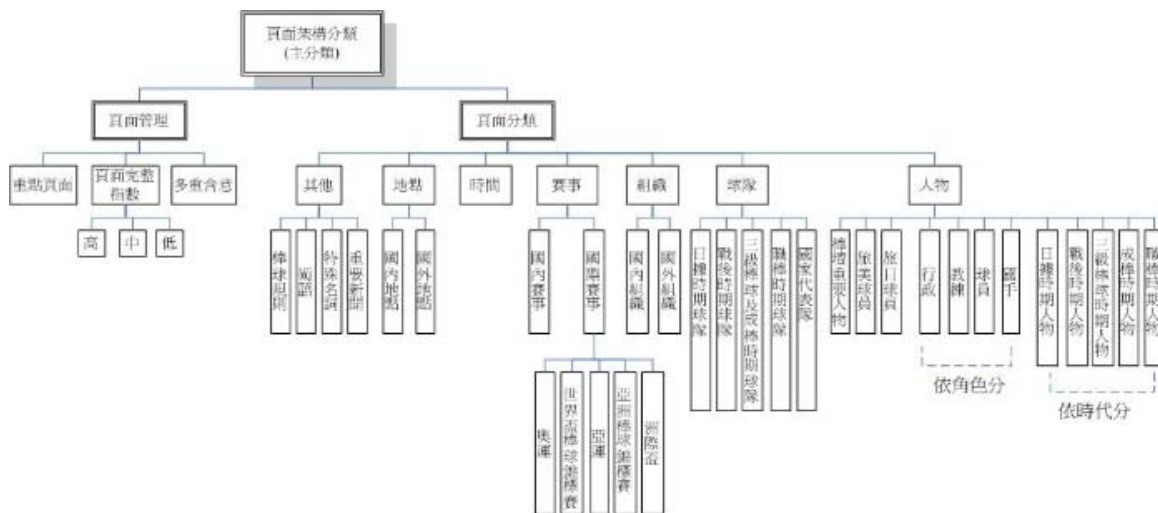 頁面架構分類
(主分類)
頁面管理
頁面分類
重點頁面
頁面完整
指數
多重含意
其他
地點
時間
賽事
組織
球隊
人物
高
中
低
棒球規則
術語
特殊名詞
重要新聞
國內地點
國外地點
國內賽事
國際賽事
國內組織
國外組織
日據時期球隊
戰後時期球隊
三級棒球及成棒時期球隊
職棒時期球隊
國家代表隊
棒壇重要人物
旅美球員
旅日球員
行政
教練
球員
國手
日據時期人物
戰後時期人物
三級棒球時期人物
成棒時期人物
職棒時期人物
依角色分
依時代分
奧運
世界盃棒球錦標賽
亞運
亞洲棒球錦標賽
洲際盃